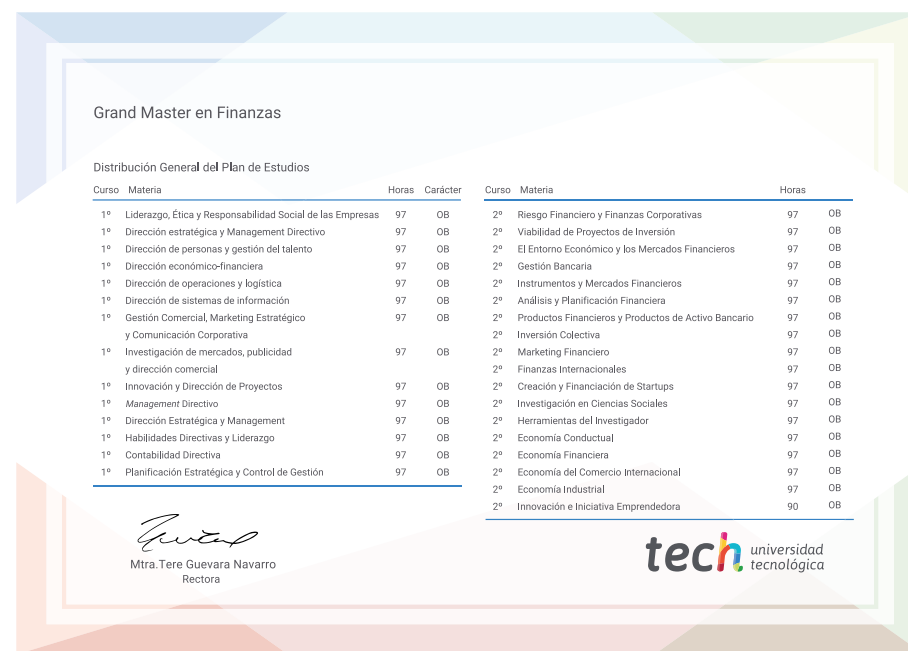 Grand Master en Finanzas
Distribución General del Plan de Estudios
Curso Materia Horas Carácter
1º Liderazgo, Ética y Responsabilidad Social de las Empresas 97 OB
1º Dirección estratégica y Management Directivo 97 OB
1º Dirección de personas y gestión del talento 97 OB
1º Dirección económico-financiera 97 OB
1º Dirección de operaciones y logística 97 OB
1º Dirección de sistemas de información 97 OB
1º Gestión Comercial, Marketing Estratégico 97 OB
y Comunicación Corporativa
1º Investigación de mercados, publicidad 97 OB
y dirección comercial
1º Innovación y Dirección de Proyectos 97 OB
1º Management Directivo 97 OB
1º Dirección Estratégica y Management 97 OB
1º Habilidades Directivas y Liderazgo 97 OB
1º Contabilidad Directiva 97 OB
1º Planificación Estratégica y Control de Gestión 97 OB
Curso Materia Horas
2º Riesgo Financiero y Finanzas Corporativas 97 OB
2º Viabilidad de Proyectos de Inversión 97 OB
2º El Entorno Económico y los Mercados Financieros 97 OB
2º Gestión Bancaria 97 OB
2º Instrumentos y Mercados Financieros 97 OB
2º Análisis y Planificación Financiera 97 OB
2º Productos Financieros y Productos de Activo Bancario 97 OB
2º Inversión Colectiva 97 OB
2º Marketing Financiero 97 OB
2º Finanzas Internacionales 97 OB
2º Creación y Financiación de Startups 97 OB
2º Investigación en Ciencias Sociales 97 OB
2º Herramientas del Investigador 97 OB
2º Economía Conductual 97 OB
2º Economía Financiera 97 OB
2º Economía del Comercio Internacional 97 OB
2º Economía Industrial 97 OB
2º Innovación e Iniciativa Emprendedora 90 OB
Mtra.Tere Guevara Navarro
Rectora
tech universidad
tecnológica